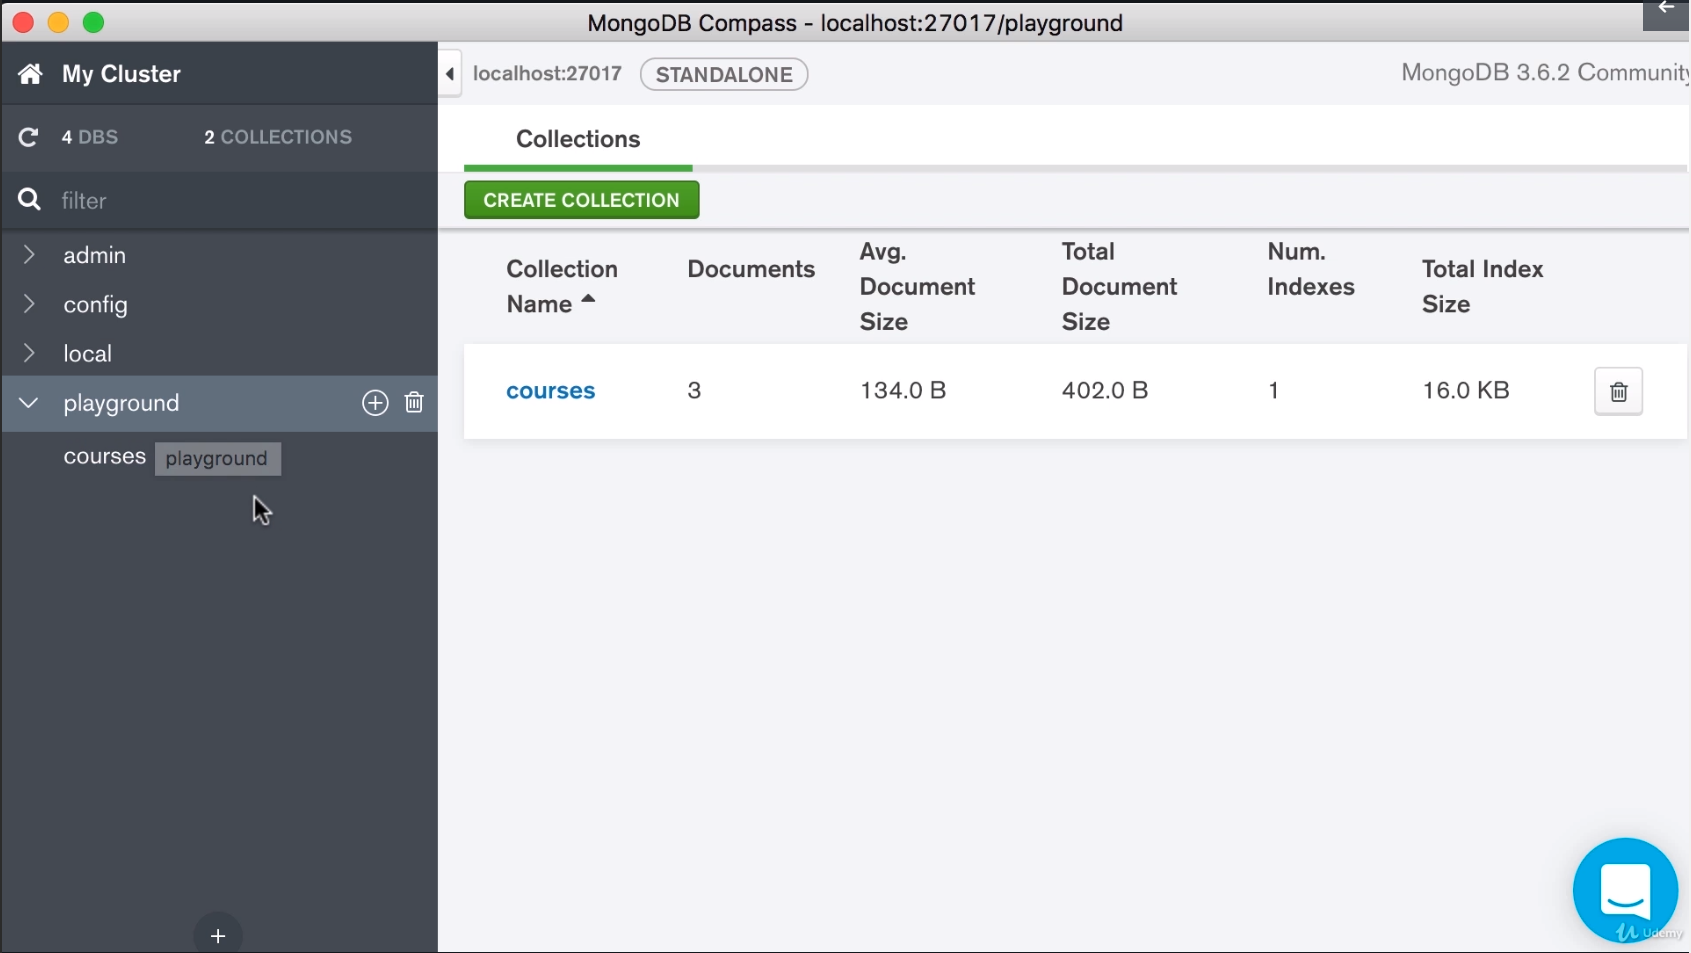 MongoDB Compass - localhost:27017/playground
My Cluster
localhost:27017 STANDALONE
MongoDB 3.6.2 Community
4 DBS 2 COLLECTIONS
Collections
filter
CREATE COLLECTION
admin
config
local
playground
courses playground
Collection
Name
Documents
Avg.
Document
Size
Total
Document
Size
Num.
Indexes
Total Index
Size
courses 3 134.0 B 402.0 B 1 16.0 KB
Udemy